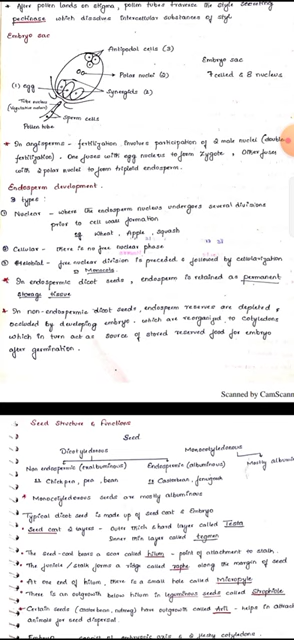 * After pollen lands on stigma, pollen tubes traverse the style secreting
pectinase which dissolves intercellular substances of style
Embryo sac
Antipodal cells (3)
Polar nuclei (2)
Synergids (2)
(1) egg
Tube nucleus
(Vegetative nucleus)
Sperm cells
Pollen tube
Embryo sac
7 celled & 8 nucleus
* In angiosperms - fertilization involves participation of 2 male nuclei (double
fertilization). One fuses with egg nucleus to form zygote, Other fuses
with 2 polar nuclei to form triploid endosperm.
Endosperm development.
3 types:
① Nuclear - where the endosperm nucleus undergoes several divisions
prior to cell wall formation
eg Wheat, Apple, Squash
② Cellular - there is no free nuclear phase
③ Helobial - free nuclear division is preceded & followed by cellularization
Monocots
* In endospermic dicot seeds, endosperm is retained as permanent
storage tissue
* In non-endospermic dicot seeds, endosperm reserves are depleted &
occluded by developing embryo, which are reorganized to cotyledons
which in turn act as source of stored reserved food for embryo
after germination.
Scanned by CamScann
Seed Structure & Functions
Seed
Dicotyledonous
Monocotyledonous
Non endospermic (exalbuminous)
Endospermic (albuminous)
Mostly albumin
Chickpea, pea, bean
Castorbean, fenugreek
* Monocotyledonous seeds are mostly albuminous
Typical dicot seed is made up of seed coat & Embryo
Seed coat 2 layers - outer thick & hard layer called Testa
Inner thin layer called tegmen
The seed-coat bears a scar called hilum - point of attachment to stalk.
The funicle / stalk forms a ridge called raphe along the margin of seed
At one end of hilum, there is a small hole called Micropyle
There is an outgrowth below hilum in leguminous seeds called Strophiole
Certain seeds (castorbean, nutmeg) have outgrowth called Aril - helps in attract
animals for seed dispersal.